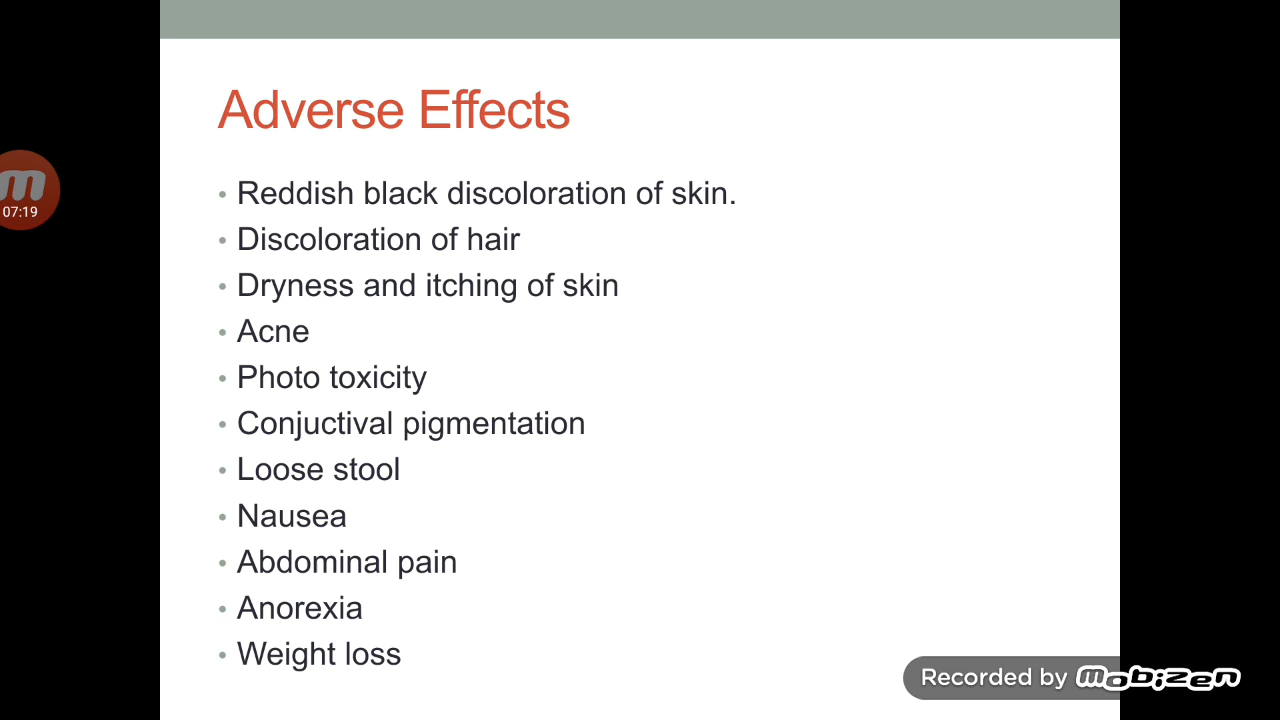 Adverse Effects
• Reddish black discoloration of skin.
• Discoloration of hair
• Dryness and itching of skin
• Acne
• Photo toxicity
• Conjuctival pigmentation
• Loose stool
• Nausea
• Abdominal pain
• Anorexia
• Weight loss
m
07:19
Recorded by mobizen